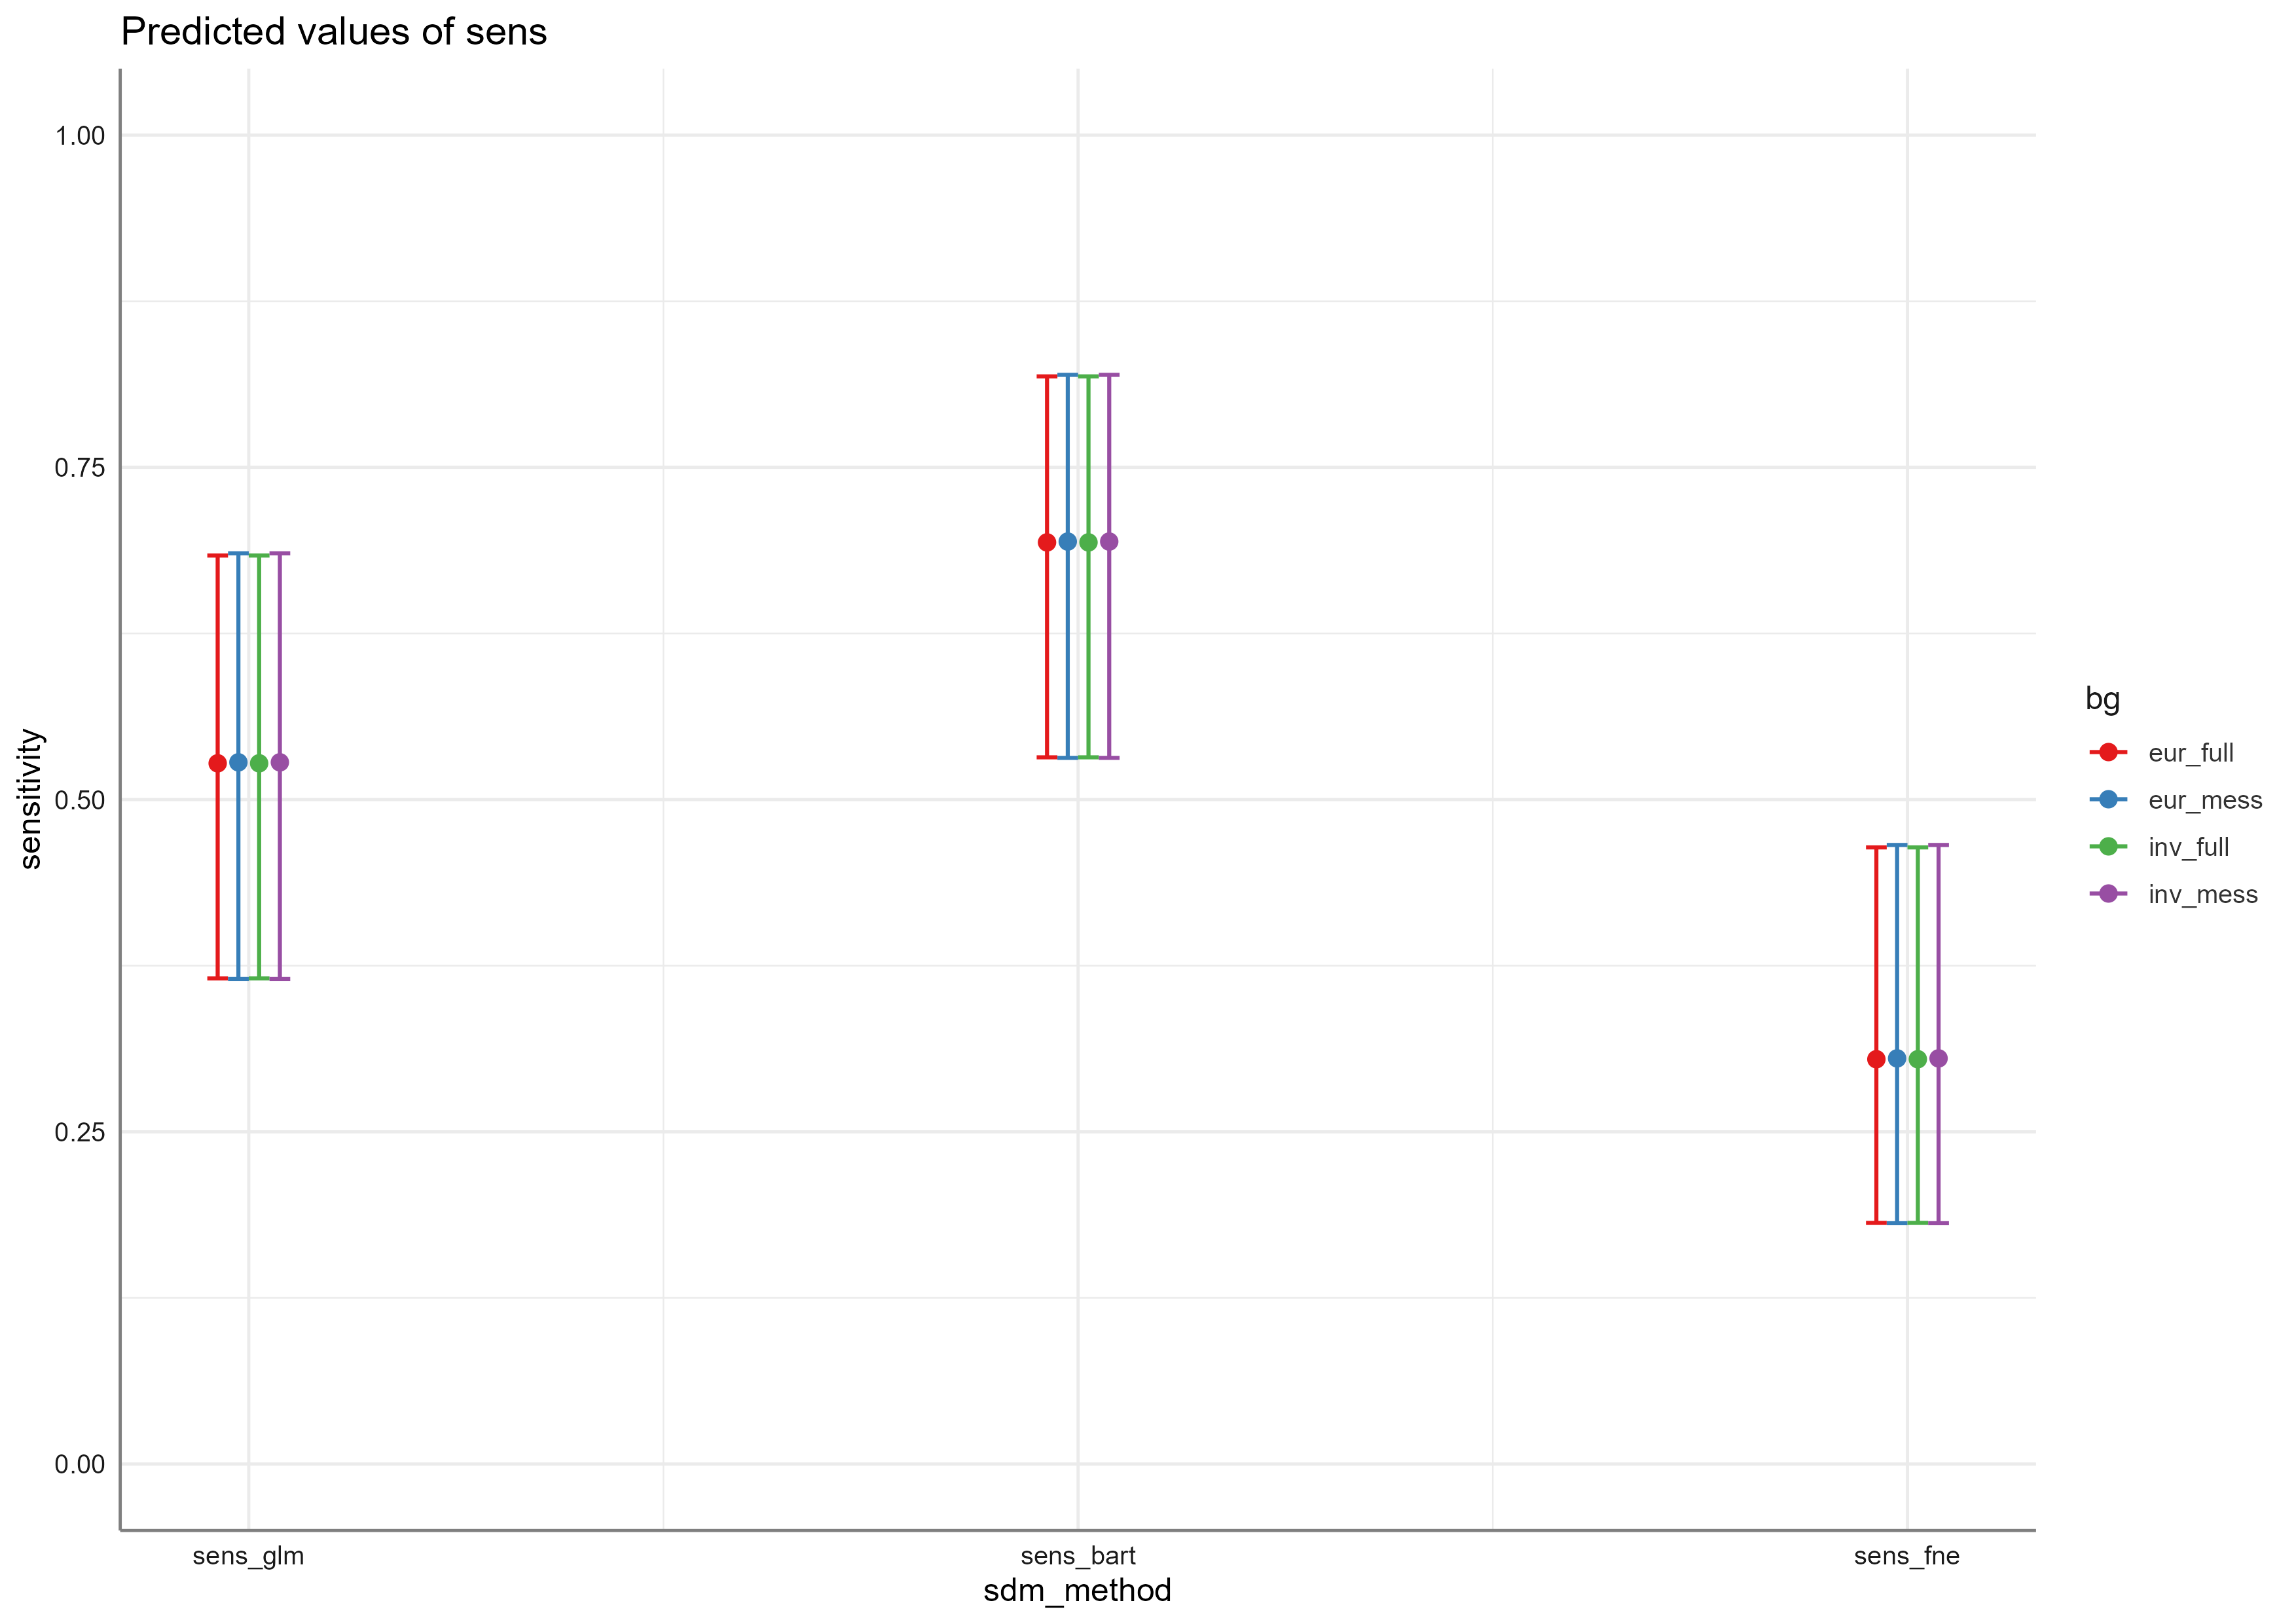 Predicted values of sens
1.00
0.75
0.50
0.25
0.00
sensitivity
sens_glm
sens_bart
sens_fne
sdm_method
bg
eur_full
eur_mess
inv_full
inv_mess